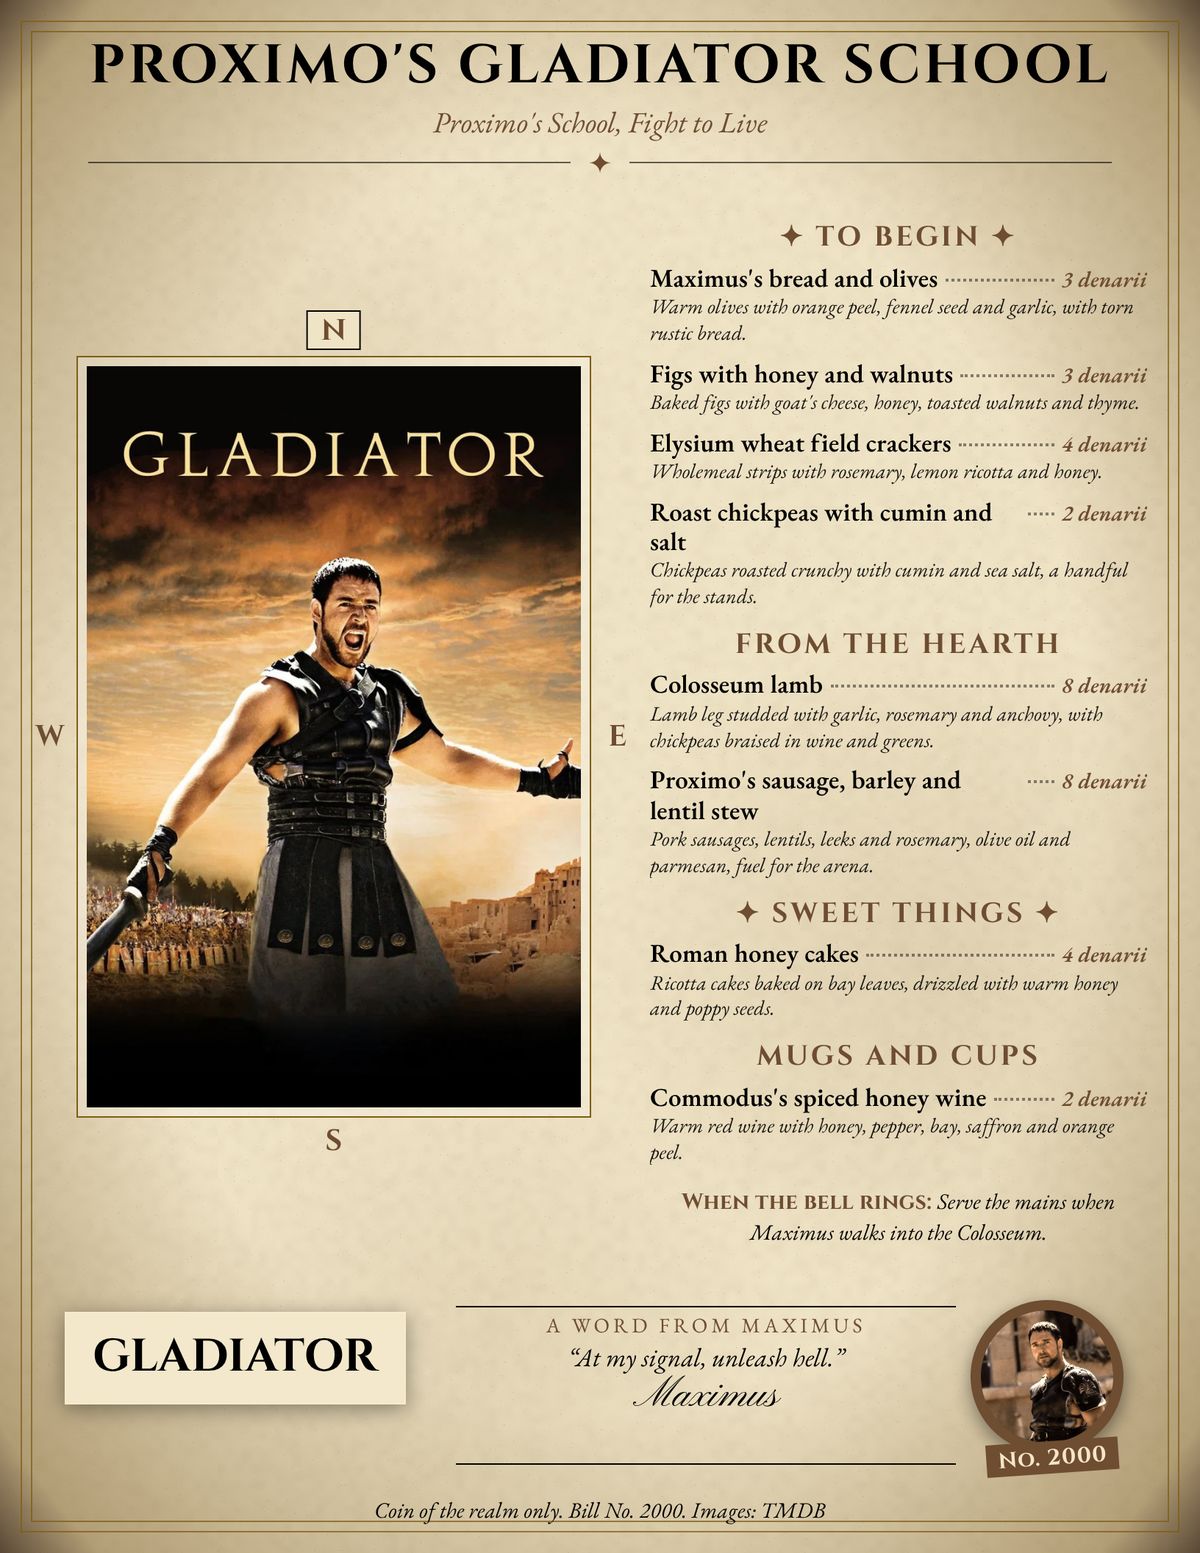 PROXIMO'S GLADIATOR SCHOOL
Proximo's School, Fight to Live
N
GLADIATOR
W
E
S
TO BEGIN
Maximus's bread and olives 3 denarii
Warm olives with orange peel, fennel seed and garlic, with torn
rustic bread.
Figs with honey and walnuts 3 denarii
Baked figs with goat's cheese, honey, toasted walnuts and thyme.
Elysium wheat field crackers 4 denarii
Wholemeal strips with rosemary, lemon ricotta and honey.
Roast chickpeas with cumin and 2 denarii
salt
Chickpeas roasted crunchy with cumin and sea salt, a handful
for the stands.
FROM THE HEARTH
Colosseum lamb 8 denarii
Lamb leg studded with garlic, rosemary and anchovy, with
chickpeas braised in wine and greens.
Proximo's sausage, barley and 8 denarii
lentil stew
Pork sausages, lentils, leeks and rosemary, olive oil and
parmesan, fuel for the arena.
SWEET THINGS
Roman honey cakes 4 denarii
Ricotta cakes baked on bay leaves, drizzled with warm honey
and poppy seeds.
MUGS AND CUPS
Commodus's spiced honey wine 2 denarii
Warm red wine with honey, pepper, bay, saffron and orange
peel.
WHEN THE BELL RINGS: Serve the mains when
Maximus walks into the Colosseum.
GLADIATOR
A WORD FROM MAXIMUS
“At my signal, unleash hell.”
Maximus
NO. 2000
Coin of the realm only. Bill No. 2000. Images: TMDB